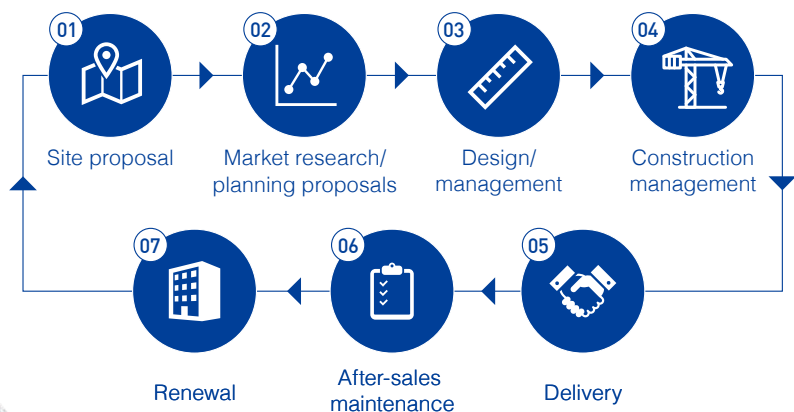 01
Site proposal
02
Market research/
planning proposals
03
Design/
management
04
Construction
management
05
Delivery
06
After-sales
maintenance
07
Renewal